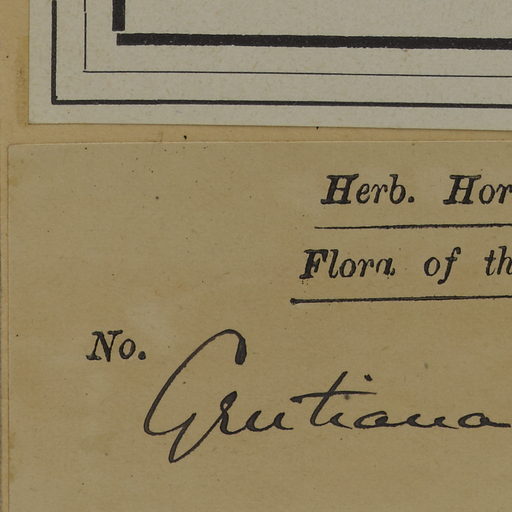 Herb. Hor
Flora of th
No.
Gentiana